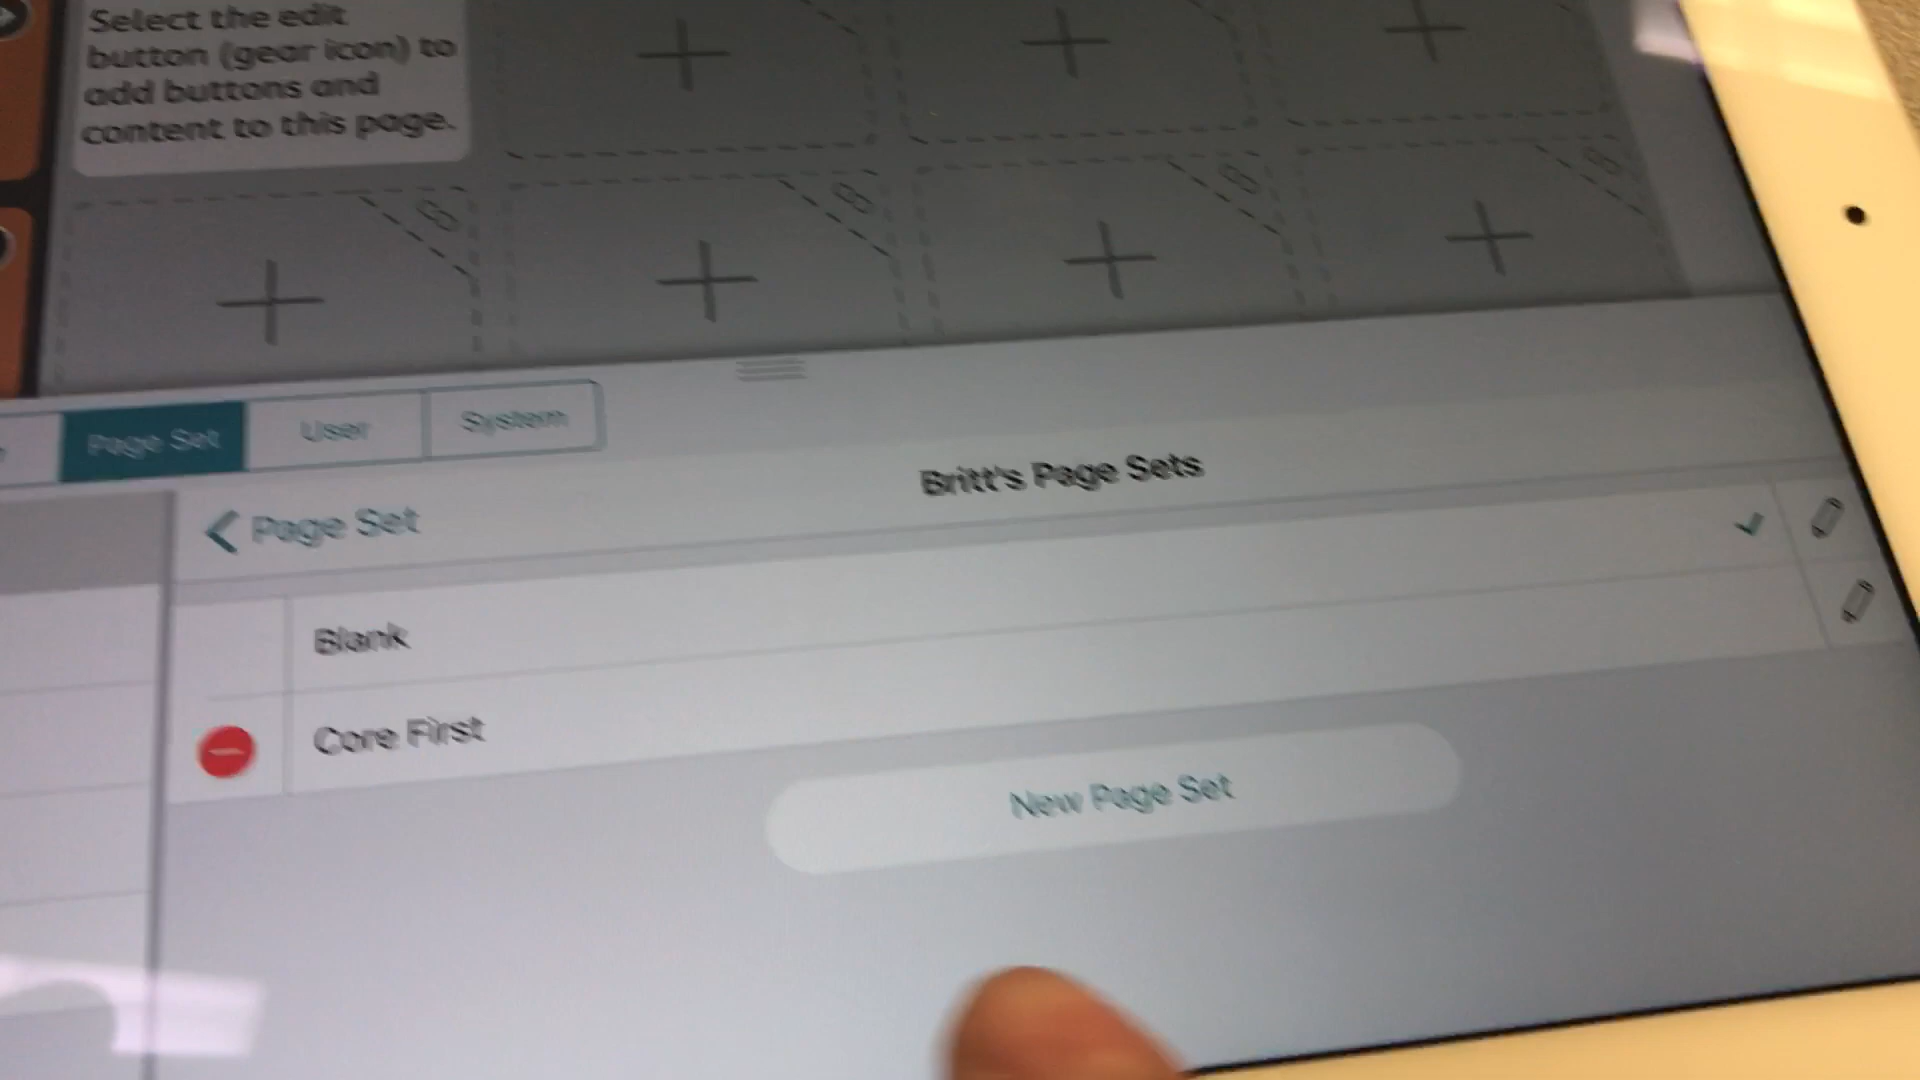 Select the edit
button (gear icon) to
add buttons and
content to this page.
Page Set
User
System
Britt's Page Sets
Page Set
Blank
Core First
New Page Set